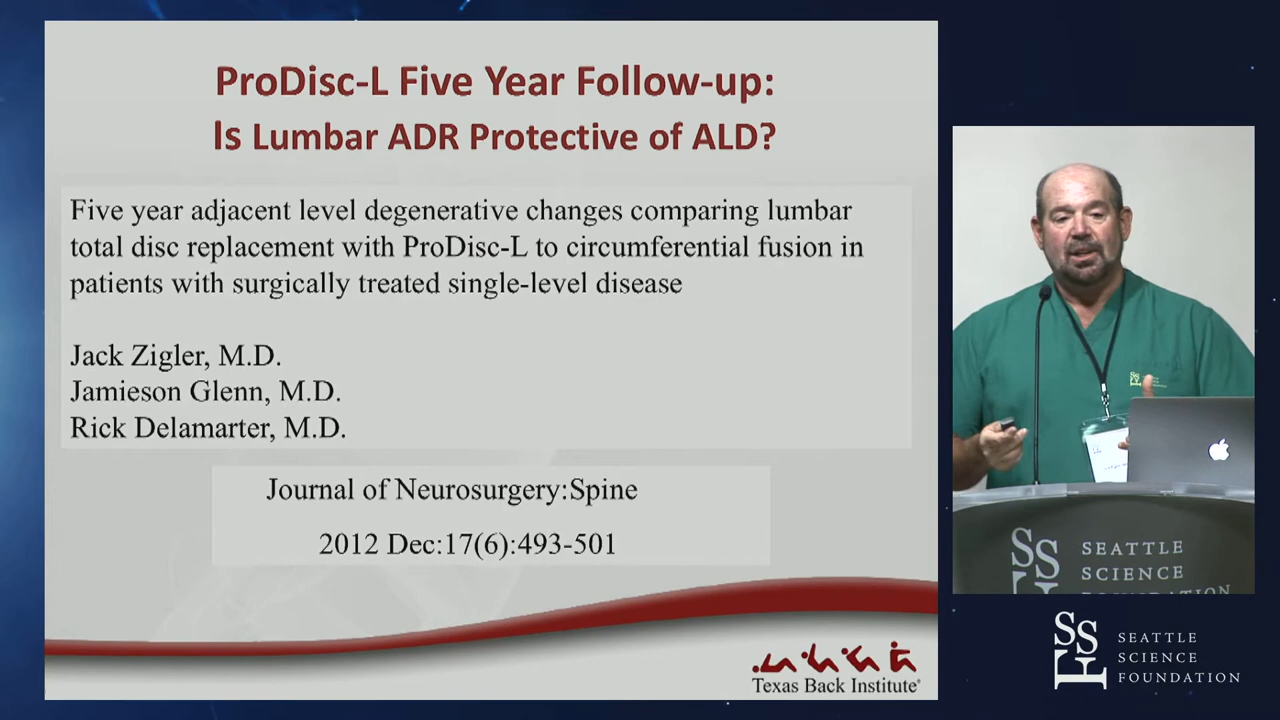 ProDisc-L Five Year Follow-up:
Is Lumbar ADR Protective of ALD?
Five year adjacent level degenerative changes comparing lumbar
total disc replacement with ProDisc-L to circumferential fusion in
patients with surgically treated single-level disease
Jack Zigler, M.D.
Jamieson Glenn, M.D.
Rick Delamarter, M.D.
Journal of Neurosurgery:Spine
2012 Dec:17(6):493-501
Texas Back Institute
SSF
SEATTLE
SCIENCE
FOUNDATION
SSF
SEATTLE
SCIENCE
FOUNDATION